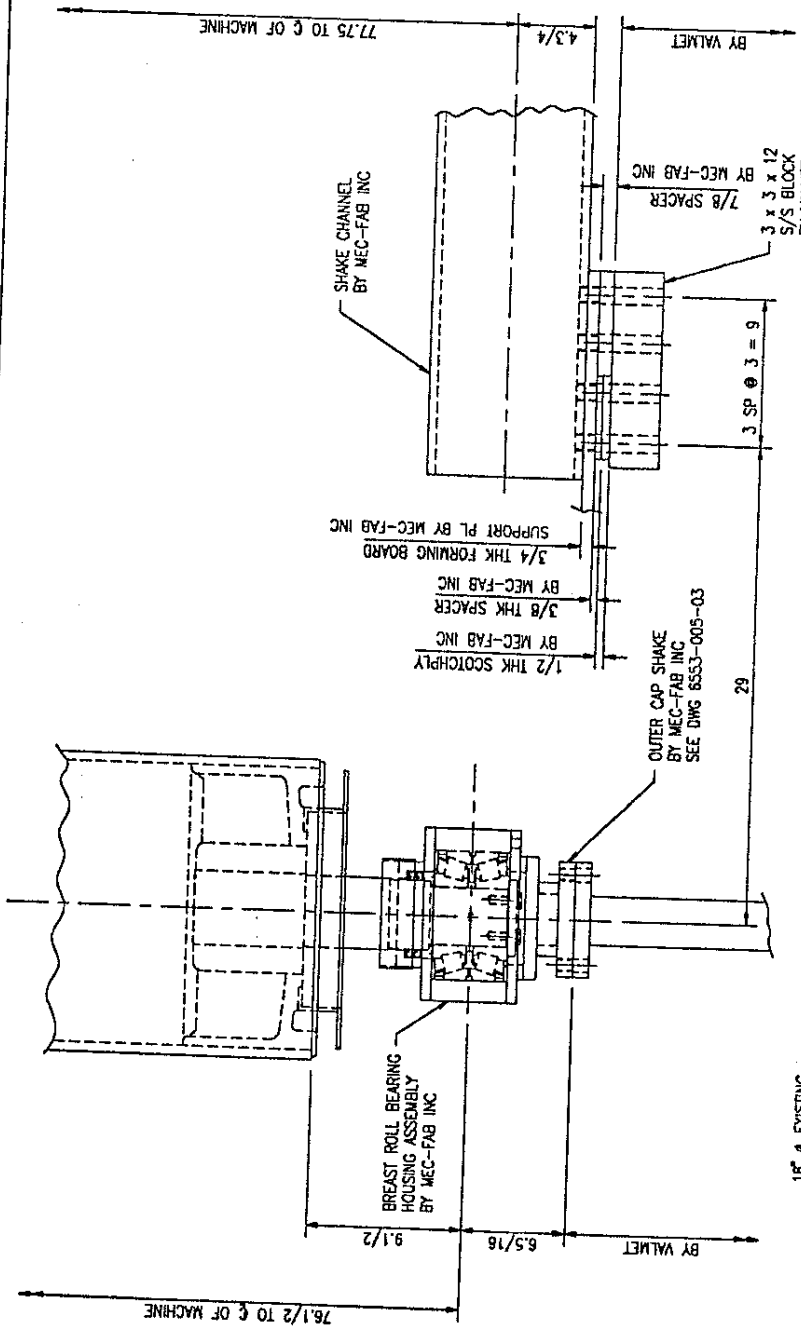 77.75 TO ℄ OF MACHINE
4.3/4
BY VALMET
SHAKE CHANNEL
BY MEC-FAB INC
7/8 SPACER
BY MEC-FAB INC
3 x 3 x 12
S/S BLOCK
3 SP @ 3 = 9
3/4 THK FORMING BOARD
SUPPORT PL BY MEC-FAB INC
3/8 THK SPACER
BY MEC-FAB INC
1/2 THK SCOTCHPLY
BY MEC-FAB INC
OUTER CAP SHAKE
BY MEC-FAB INC
SEE DWG 6553-005-03
29
BREAST ROLL BEARING
HOUSING ASSEMBLY
BY MEC-FAB INC
9.1/2
6.5/16
BY VALMET
76.1/2 TO ℄ OF MACHINE
18" ø EXISTING